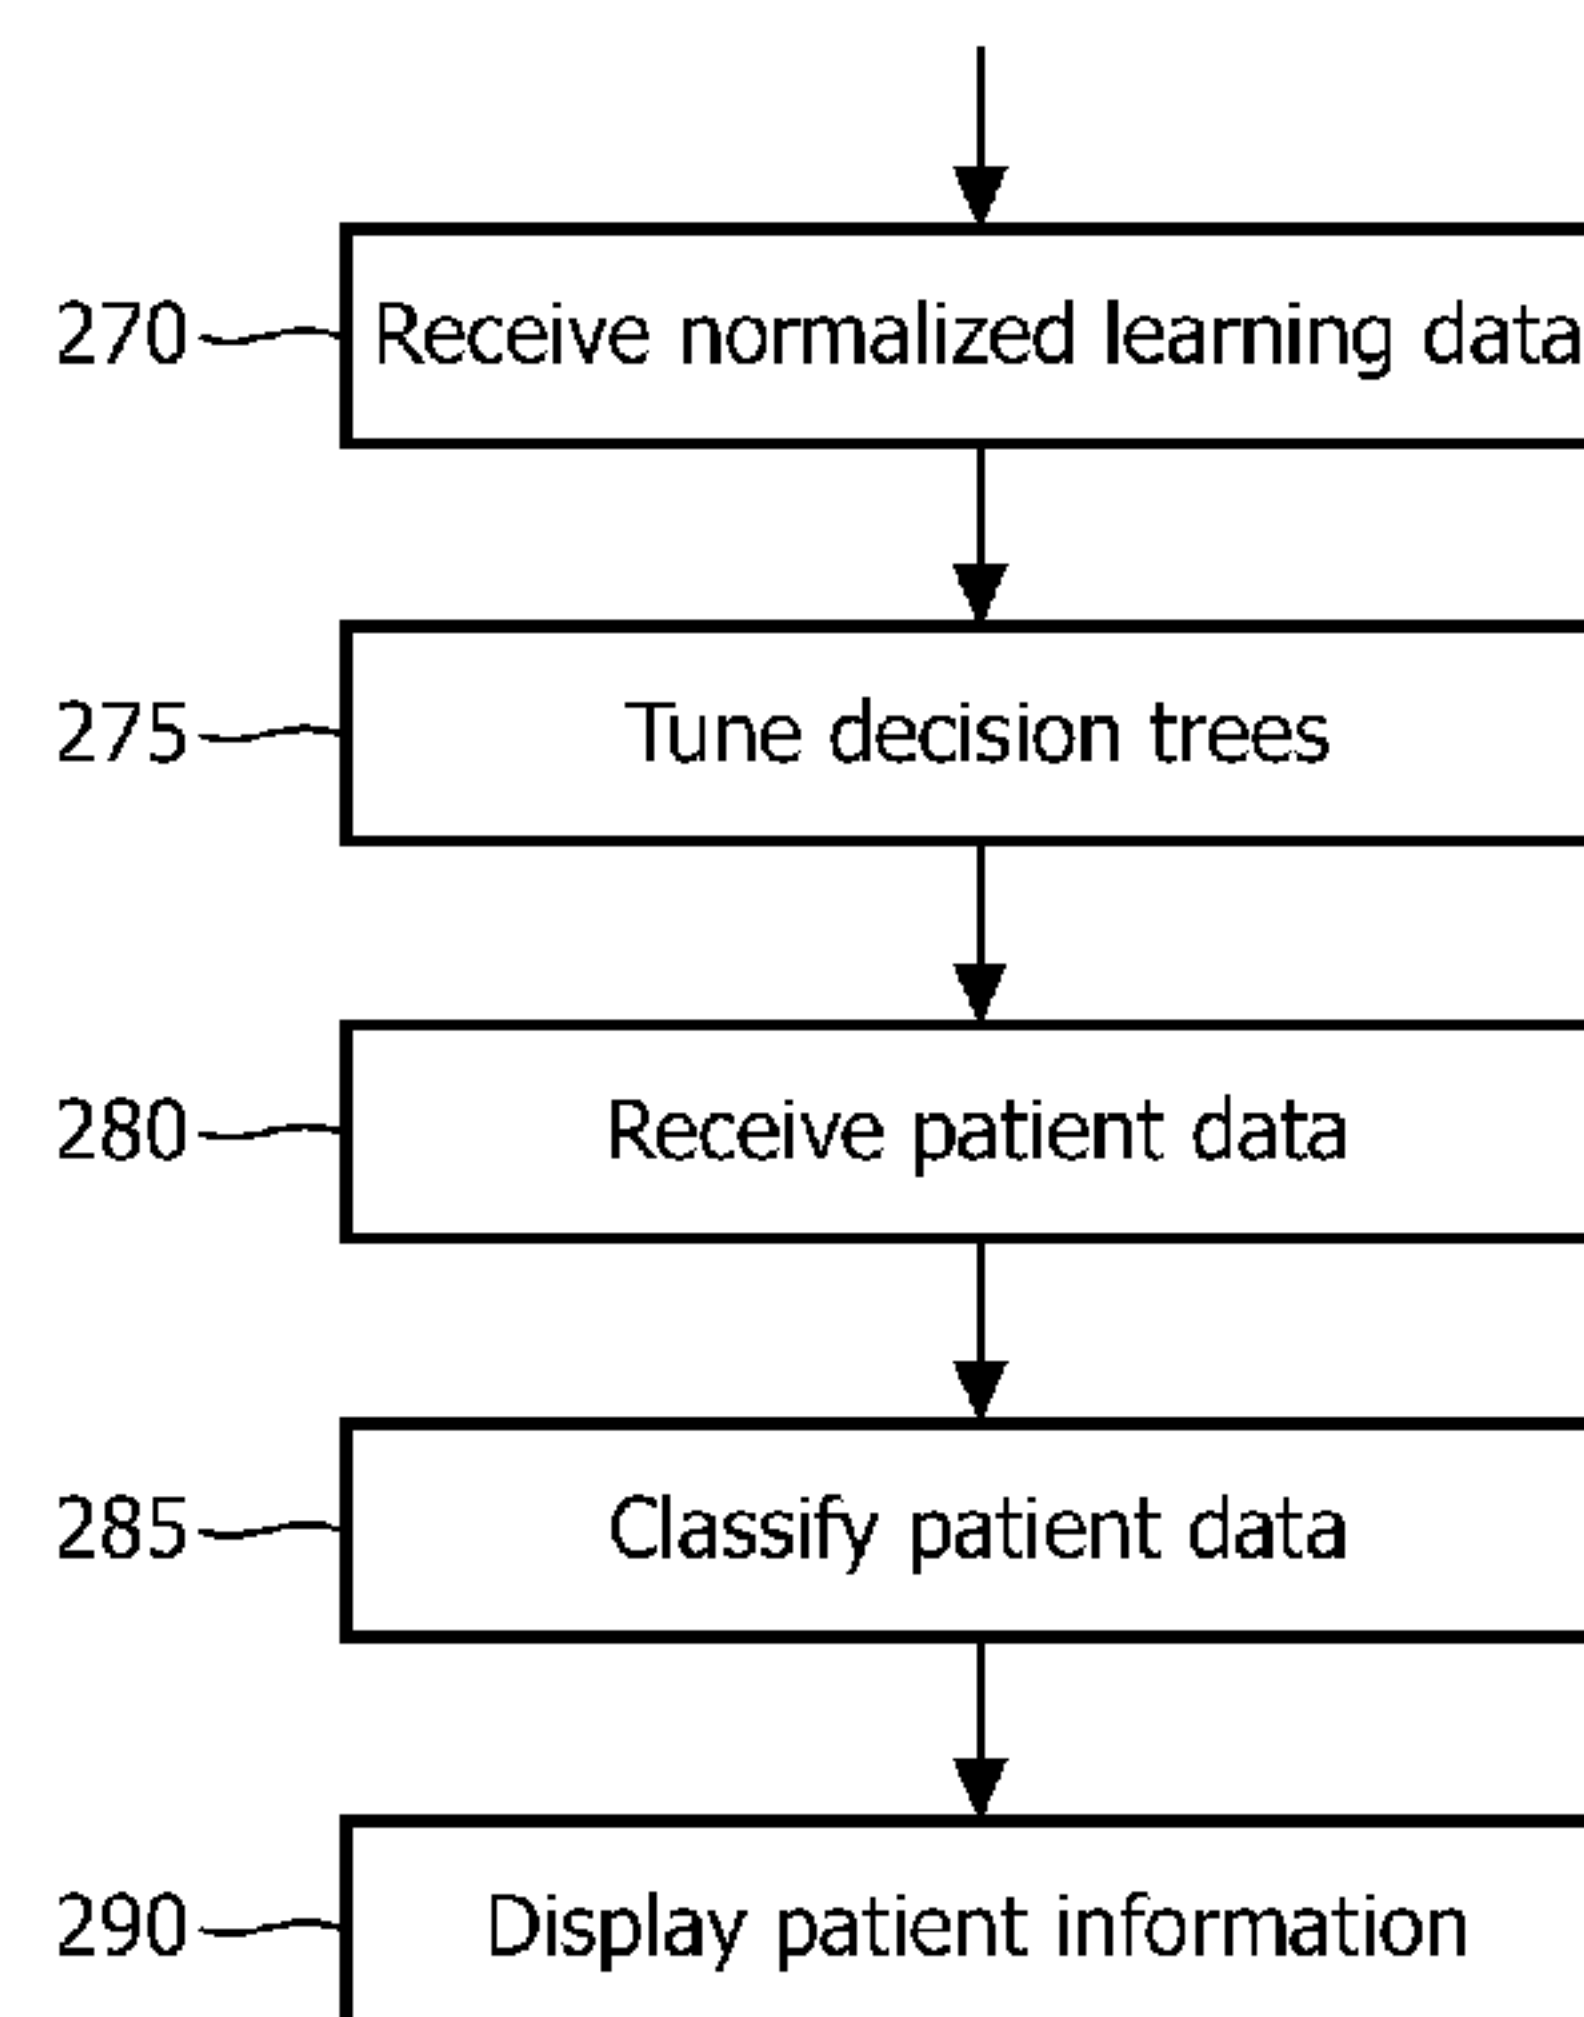 270 Receive normalized learning data
275 Tune decision trees
280 Receive patient data
285 Classify patient data
290 Display patient information